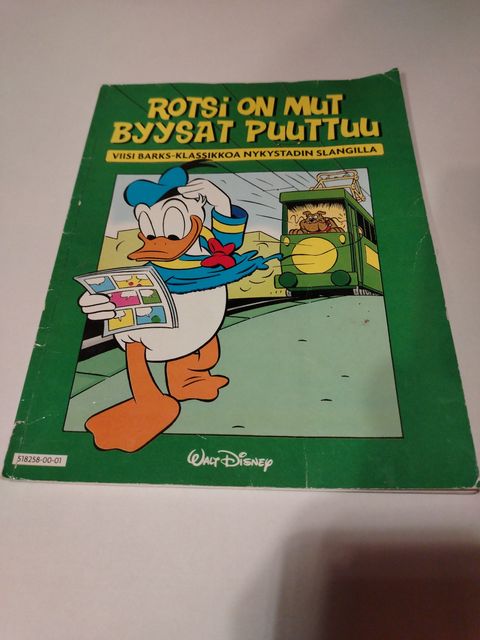 ROTSi ON MUT
BYYSAT PUUTTUU
VIISI BARKS-KLASSIKKOA NYKYSTADIN SLANGILLA
518258-00-01
WALT DISNEY